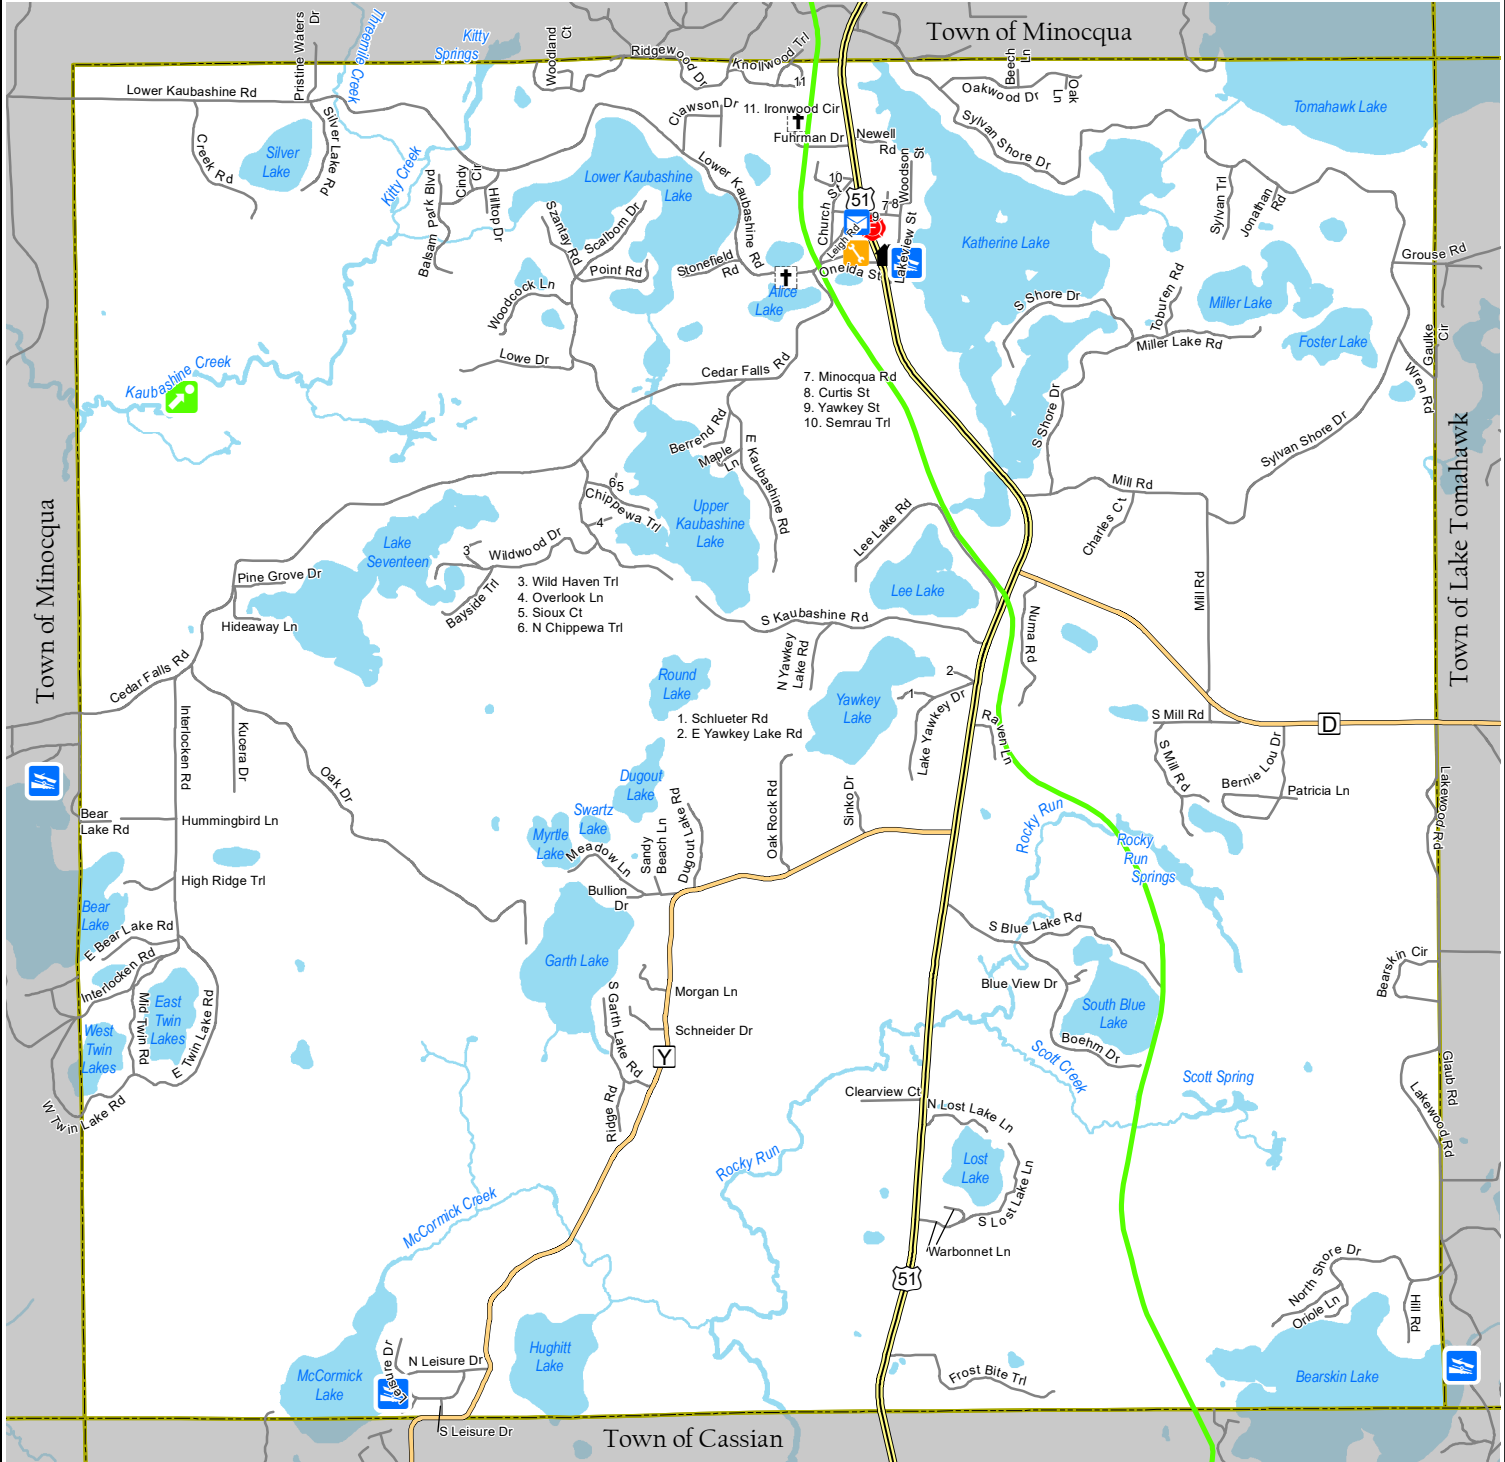 Town of Minocqua
Pristine Waters
Dr
Threemile Creek
Kitty
Springs
Woodland
Ct
Ridgewood Dr
Knollwood Trl
11
Beech
Ln
Oak
Ln
Oakwood Dr
Tomahawk Lake
Lower Kaubashine Rd
Clawson Dr
11. Ironwood Cir
Fuhrman Dr
Newell
Rd
Sylvan Shore Dr
Silver
Lake
Silver Lake Rd
Creek Rd
Kitty Creek
Cindy
Cir
Balsam Park Blvd
Hilltop Dr
Lower Kaubashine
Lake
Lower Kaubashine Rd
Szantay Rd
Scalbom Dr
Point Rd
Stonefield
Rd
Woodcock Ln
Lowe Dr
Alice
Lake
10
Church St
51
7
8
9
Woodson
St
Leigh Rd
Oneida St
Lakeview St
Katherine Lake
Sylvan Trl
Jonathan
Rd
Grouse Rd
S Shore Dr
Toburen Rd
Miller Lake
Miller Lake Rd
Foster Lake
Gaulke
Cir
Wren Rd
Kaubashine Creek
Cedar Falls Rd
7. Minocqua Rd
8. Curtis St
9. Yawkey St
10. Semrau Trl
S Shore Dr
Sylvan Shore Dr
Berrend Rd
Maple
Ln
E Kaubashine Rd
Town of Minocqua
Town of Lake Tomahawk
6
5
Chippewa Trl
4
Upper
Kaubashine
Lake
Mill Rd
Charles Ct
Lee Lake Rd
Lake
Seventeen
3
Wildwood Dr
Bayside Trl
3. Wild Haven Trl
4. Overlook Ln
5. Sioux Ct
6. N Chippewa Trl
Pine Grove Dr
Hideaway Ln
Lee Lake
Mill Rd
Numa Rd
S Kaubashine Rd
N Yawkey
Lake Rd
Cedar Falls Rd
Round
Lake
Yawkey
Lake
2
1
Lake Yawkey Dr
1. Schlueter Rd
2. E Yawkey Lake Rd
Raven Ln
S Mill Rd
D
S Mill Rd
Bernie Lou Dr
Patricia Ln
Interlocken Rd
Kucera Dr
Oak Dr
Dugout
Lake
Swartz
Lake
Myrtle
Lake
Meadow Ln
Sandy
Beach Ln
Dugout Lake Rd
Oak Rock Rd
Sinko Dr
Bullion
Dr
Bear
Lake Rd
Hummingbird Ln
High Ridge Trl
Rocky Run
Rocky
Run
Springs
Lakewood Rd
Bear
Lake
E Bear Lake Rd
Interlocken Rd
Garth Lake
S Blue Lake Rd
Blue View Dr
Bearskin Cir
South Blue
Lake
Boehm Dr
East
Twin
Lakes
Mid Twin Rd
E Twin Lake Rd
West
Twin
Lakes
W Twin Lake Rd
Morgan Ln
Schneider Dr
S Garth Lake Rd
Y
Ridge Rd
Scott Creek
Scott Spring
Glaub Rd
Lakewood Rd
Clearview Ct
N Lost Lake Ln
Lost
Lake
S Lost Lake Ln
Warbonnet Ln
Rocky Run
McCormick Creek
51
North Shore Dr
Oriole Ln
Hill Rd
Bearskin Lake
Hughitt
Lake
McCormick
Lake
Leisure Dr
N Leisure Dr
S Leisure Dr
Frost Bite Trl
Town of Cassian